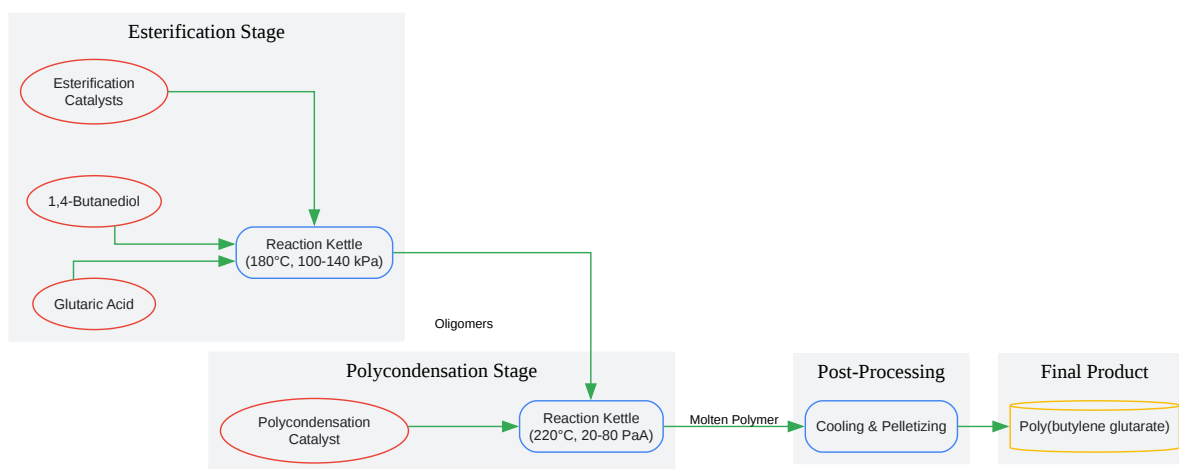 Esterification Stage
Esterification
Catalysts
1,4-Butanediol
Reaction Kettle
(180°C, 100-140 kPa)
Glutaric Acid
Oligomers
Polycondensation Stage
Polycondensation
Catalyst
Reaction Kettle
(220°C, 20-80 PaA)
Molten Polymer
Post-Processing
Cooling & Pelletizing
Final Product
Poly(butylene glutarate)